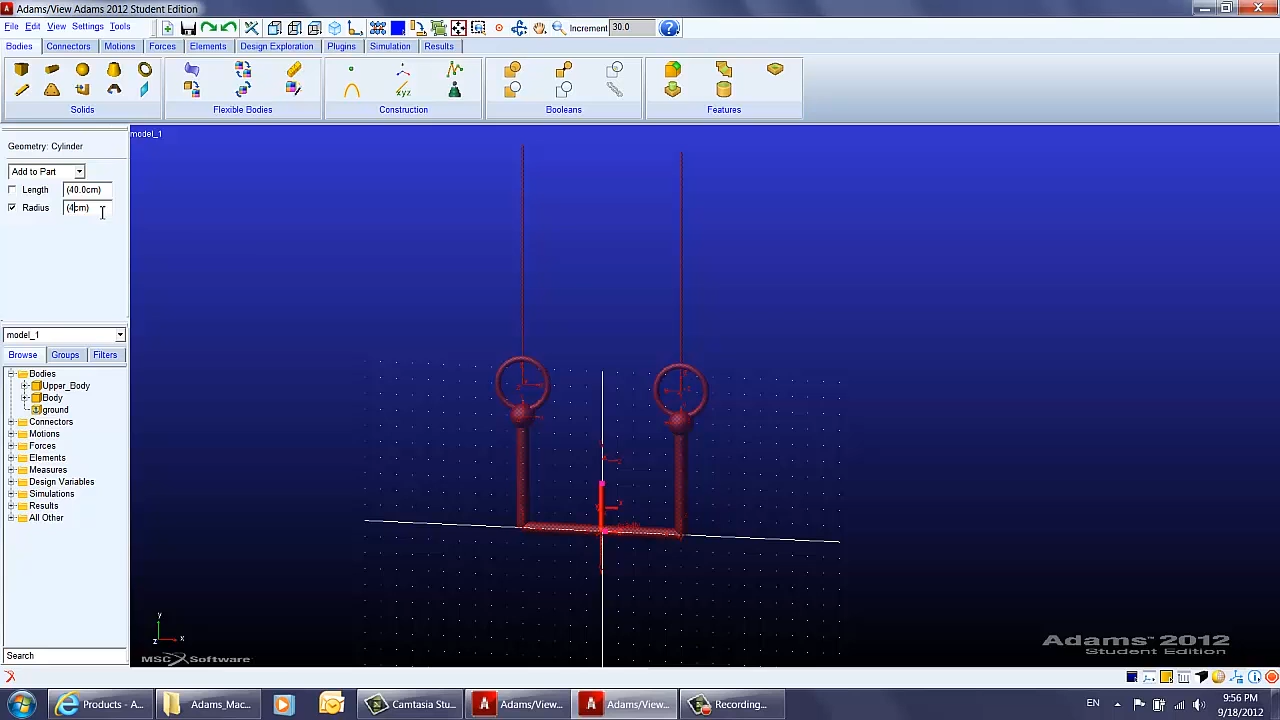 Adams/View Adams 2012 Student Edition
File Edit View Settings Tools
Increment 30.0
Bodies Connectors Motions Forces Elements Design Exploration Plugins Simulation Results
Solids Flexible Bodies Construction Booleans Features
Geometry: Cylinder
model_1
Add to Part
Length (40.0cm)
Radius (4cm)
model_1
Browse Groups Filters
Bodies
Upper_Body
Body
ground
Connectors
Motions
Forces
Elements
Measures
Design Variables
Simulations
Results
All Other
Search
y
z x
MSC Software
Adams™ 2012
Student Edition
Products - A...
Adams_Mac...
Camtasia Stu...
Adams/View...
Adams/View...
Recording...
EN
9:56 PM
9/18/2012